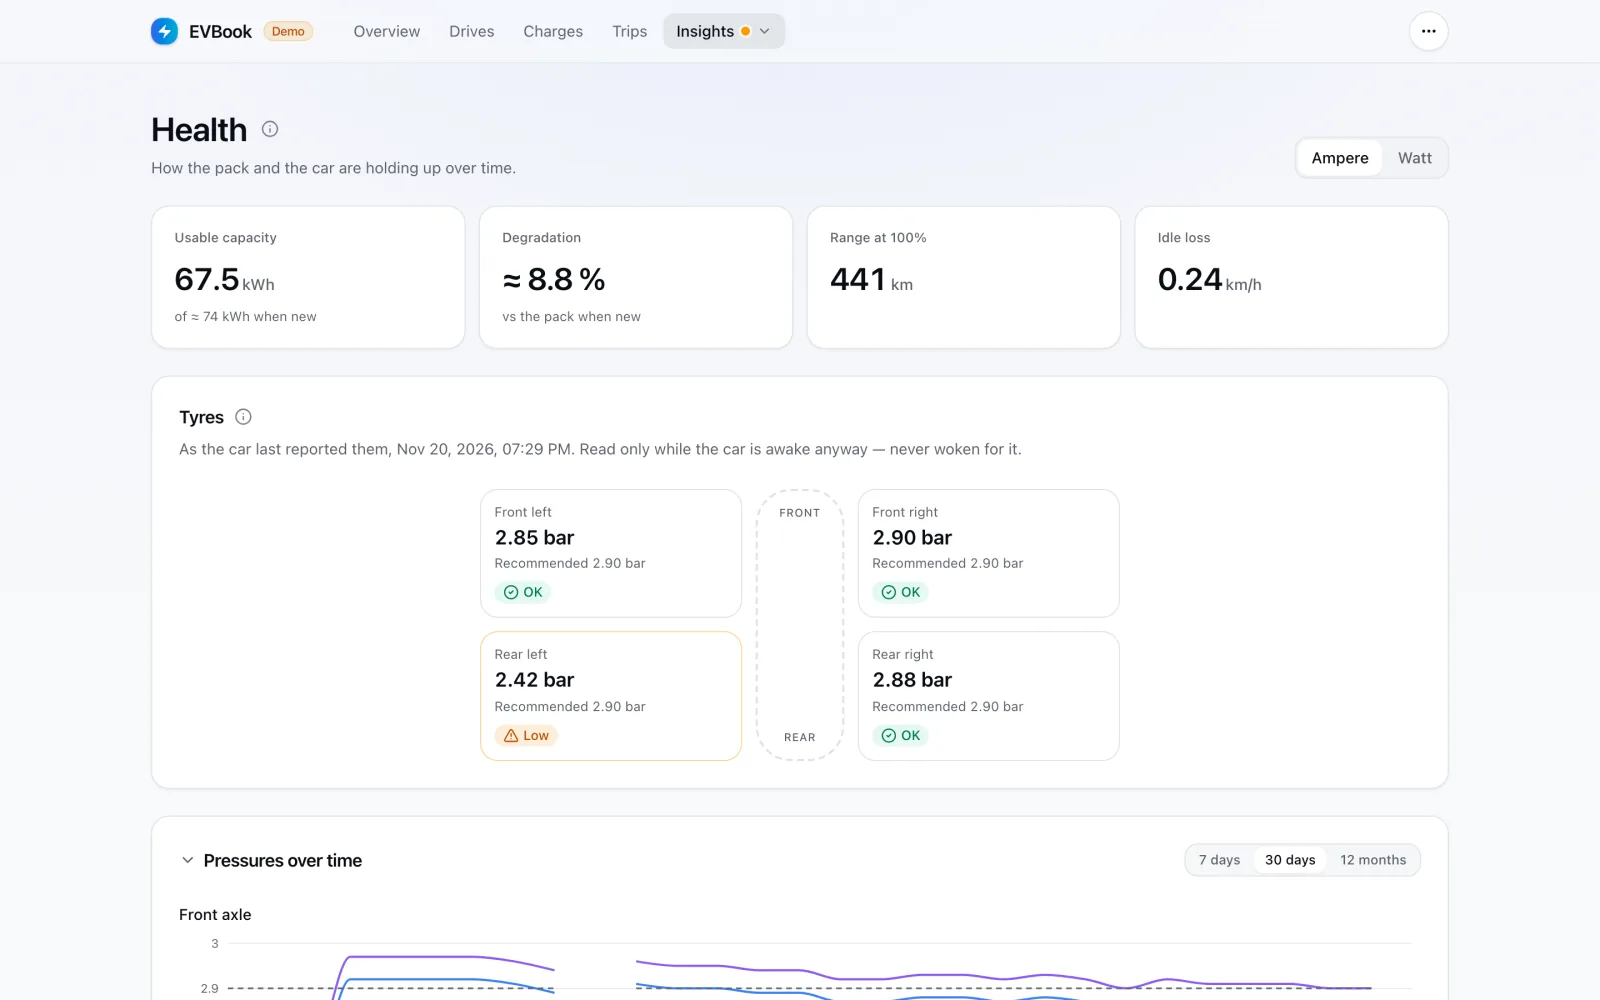 EVBook Demo Overview Drives Charges Trips Insights
Health
How the pack and the car are holding up over time.
Ampere Watt
Usable capacity
67.5 kWh
of ≈ 74 kWh when new
Degradation
≈ 8.8 %
vs the pack when new
Range at 100%
441 km
Idle loss
0.24 km/h
Tyres
As the car last reported them, Nov 20, 2026, 07:29 PM. Read only while the car is awake anyway — never woken for it.
Front left
2.85 bar
Recommended 2.90 bar
OK
FRONT
Front right
2.90 bar
Recommended 2.90 bar
OK
Rear left
2.42 bar
Recommended 2.90 bar
Low
REAR
Rear right
2.88 bar
Recommended 2.90 bar
OK
Pressures over time
7 days 30 days 12 months
Front axle
3
2.9